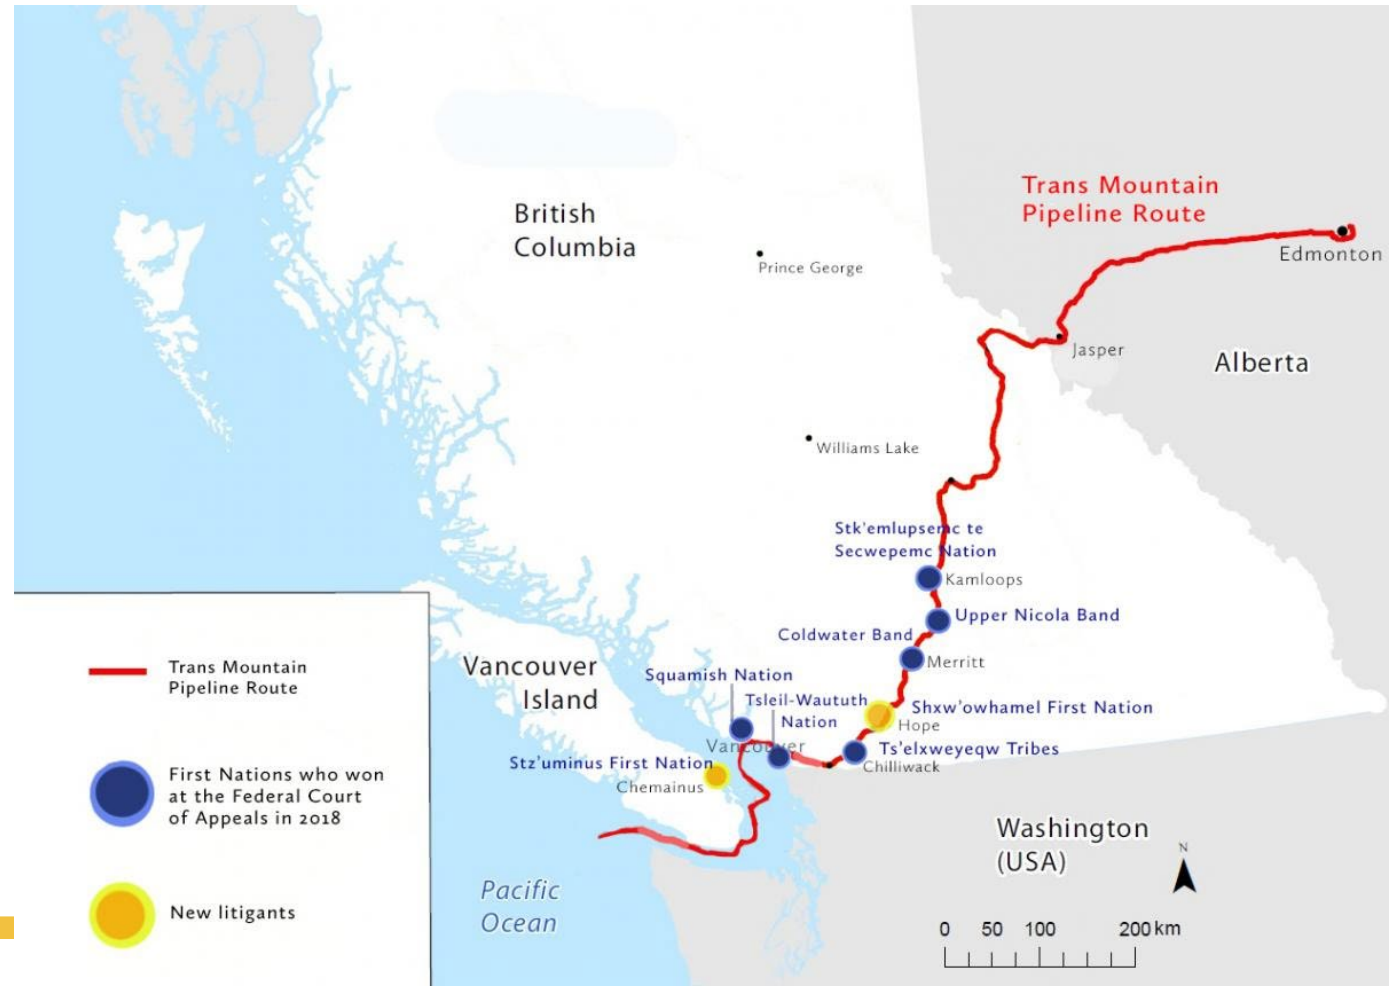 Trans Mountain
Pipeline Route
British
Columbia
Edmonton
Prince George
Jasper
Alberta
Williams Lake
Stk'emlupsemc te
Secwepemc Nation
Kamloops
Upper Nicola Band
Coldwater Band
Merritt
Vancouver
Island
Squamish Nation
Tsleil-Waututh
Nation
Shxw'owhamel First Nation
Hope
Vancouver
Ts'elxweyeqw Tribes
Chilliwack
Stz'uminus First Nation
Chemainus
Washington
(USA)
N
Pacific
Ocean
0 50 100 200 km
Trans Mountain
Pipeline Route
First Nations who won
at the Federal Court
of Appeals in 2018
New litigants